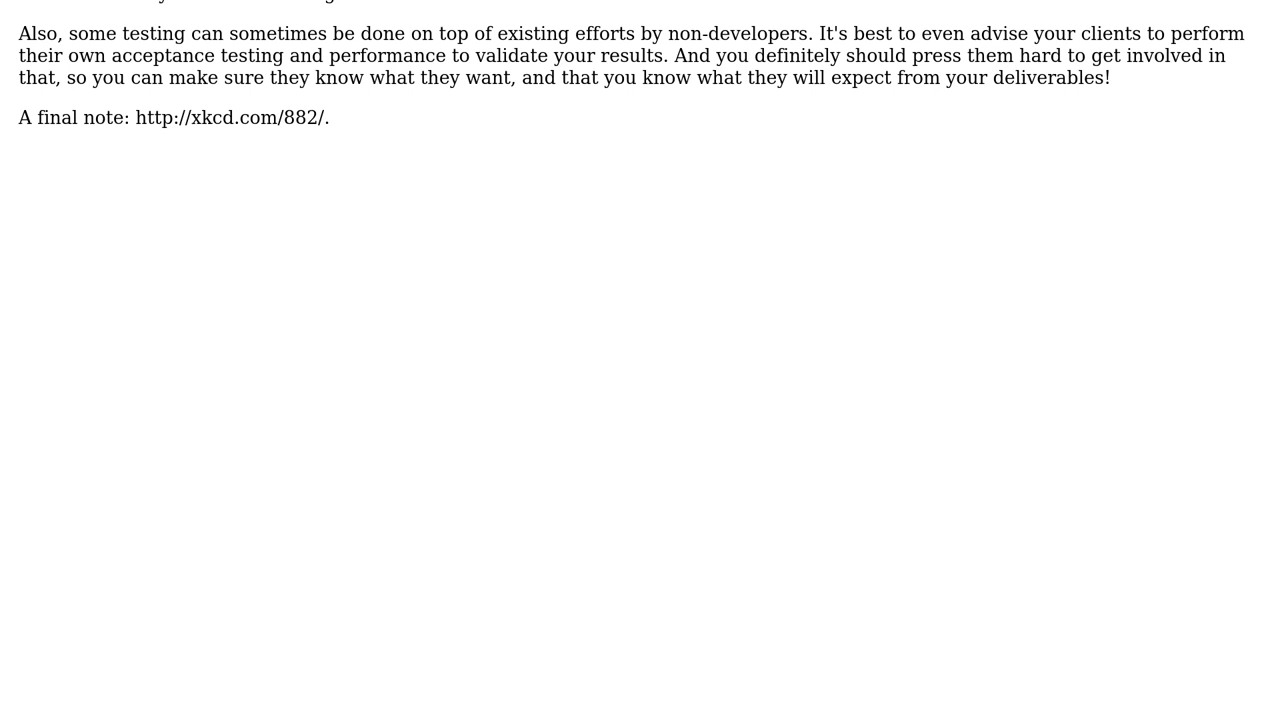 Also, some testing can sometimes be done on top of existing efforts by non-developers. It's best to even advise your clients to perform
their own acceptance testing and performance to validate your results. And you definitely should press them hard to get involved in
that, so you can make sure they know what they want, and that you know what they will expect from your deliverables!
A final note: http://xkcd.com/882/.